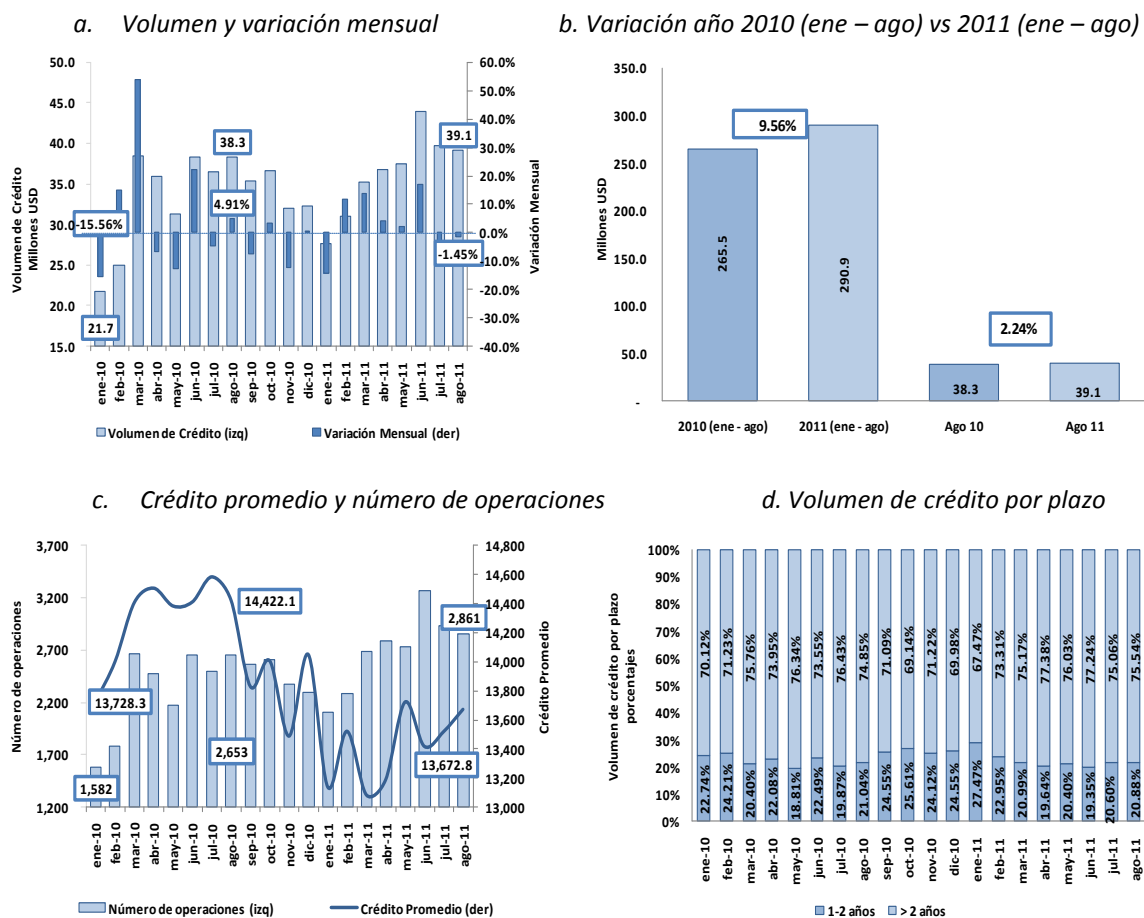 a. Volumen y variación mensual
50.0
45.0
40.0
35.0
30.0
25.0
20.0
15.0
60.0%
50.0%
40.0%
30.0%
20.0%
10.0%
0.0%
-10.0%
-20.0%
-30.0%
-40.0%
Volumen de Crédito
Millones USD
Variación Mensual
-15.56%
21.7
38.3
4.91%
39.1
-1.45%
ene-10
feb-10
mar-10
abr-10
may-10
jun-10
jul-10
ago-10
sep-10
oct-10
nov-10
dic-10
ene-11
feb-11
mar-11
abr-11
may-11
jun-11
jul-11
ago-11
Volumen de Crédito (izq)
Variación Mensual (der)
b. Variación año 2010 (ene – ago) vs 2011 (ene – ago)
350.0
300.0
250.0
200.0
150.0
100.0
50.0
-
Millones USD
9.56%
265.5
290.9
2.24%
38.3
39.1
2010 (ene - ago)
2011 (ene - ago)
Ago 10
Ago 11
c. Crédito promedio y número de operaciones
3,700
3,200
2,700
2,200
1,700
1,200
14,800
14,600
14,400
14,200
14,000
13,800
13,600
13,400
13,200
13,000
Número de operaciones
Crédito Promedio
14,422.1
2,861
13,728.3
2,653
13,672.8
1,582
ene-10
feb-10
mar-10
abr-10
may-10
jun-10
jul-10
ago-10
sep-10
oct-10
nov-10
dic-10
ene-11
feb-11
mar-11
abr-11
may-11
jun-11
jul-11
ago-11
Número de operaciones (izq)
Crédito Promedio (der)
d. Volumen de crédito por plazo
100%
90%
80%
70%
60%
50%
40%
30%
20%
10%
0%
Volumen de crédito por plazo
porcentajes
70.12%
71.23%
75.76%
73.95%
76.34%
73.55%
76.43%
74.85%
71.09%
69.14%
71.22%
69.98%
67.47%
73.31%
75.17%
77.38%
76.03%
77.24%
75.06%
75.54%
22.74%
24.21%
20.40%
22.08%
18.81%
22.49%
19.87%
21.04%
24.55%
25.61%
24.12%
24.55%
27.47%
22.95%
20.99%
19.64%
20.40%
19.35%
20.60%
20.88%
ene-10
feb-10
mar-10
abr-10
may-10
jun-10
jul-10
ago-10
sep-10
oct-10
nov-10
dic-10
ene-11
feb-11
mar-11
abr-11
may-11
jun-11
jul-11
ago-11
1-2 años
> 2 años